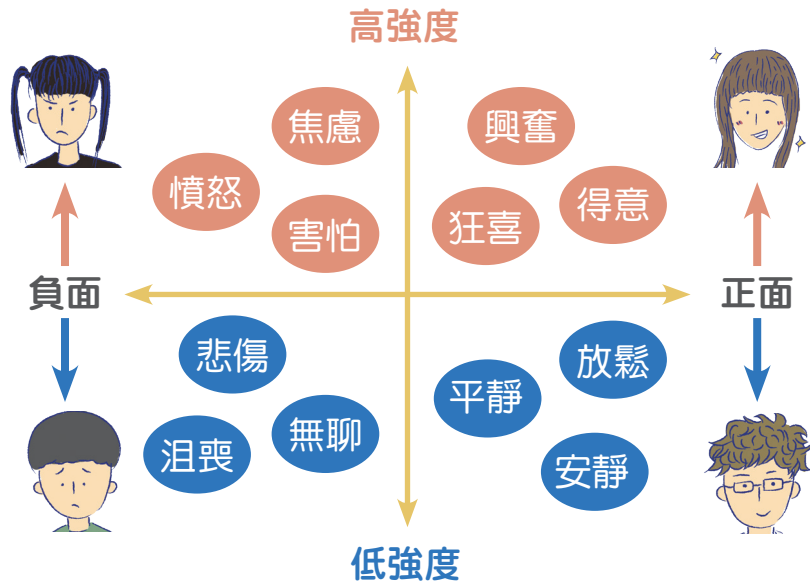 高強度
焦慮
興奮
憤怒
得意
害怕
狂喜
負面
正面
悲傷
放鬆
平靜
無聊
沮喪
安靜
低強度